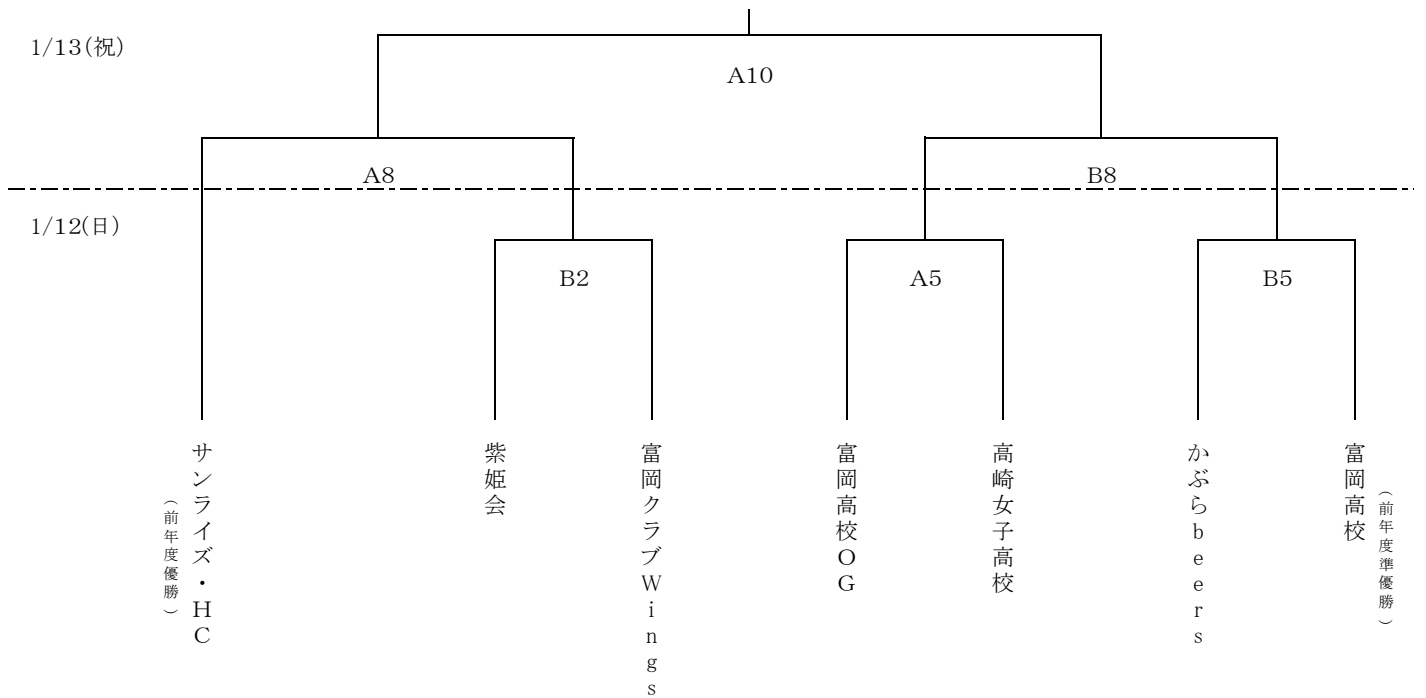 1/13(祝)
A10
A8
B8
1/12(日)
B2
A5
B5
サンライズ・HC
(前年度優勝)
紫姫会
富岡クラブWings
富岡高校OG
高崎女子高校
かぶらbeers
富岡高校
(前年度準優勝)